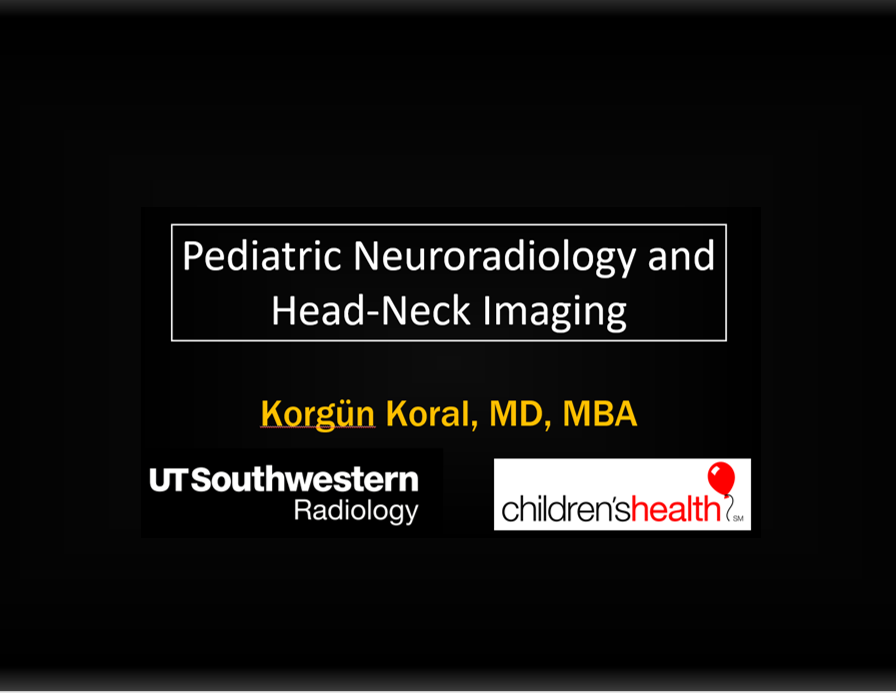 Pediatric Neuroradiology and
Head-Neck Imaging
Korgün Koral, MD, MBA
UTSouthwestern
Radiology
children'shealth SM